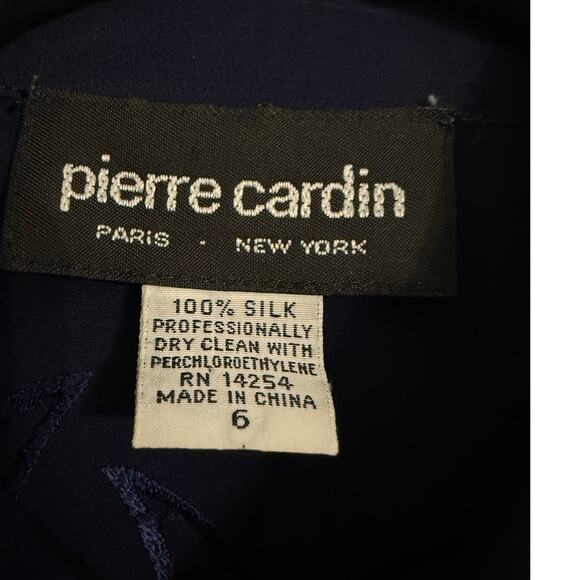 pierre cardin
PARIS · NEW YORK
100% SILK
PROFESSIONALLY
DRY CLEAN WITH
PERCHLOROETHYLENE
RN 14254
MADE IN CHINA
6